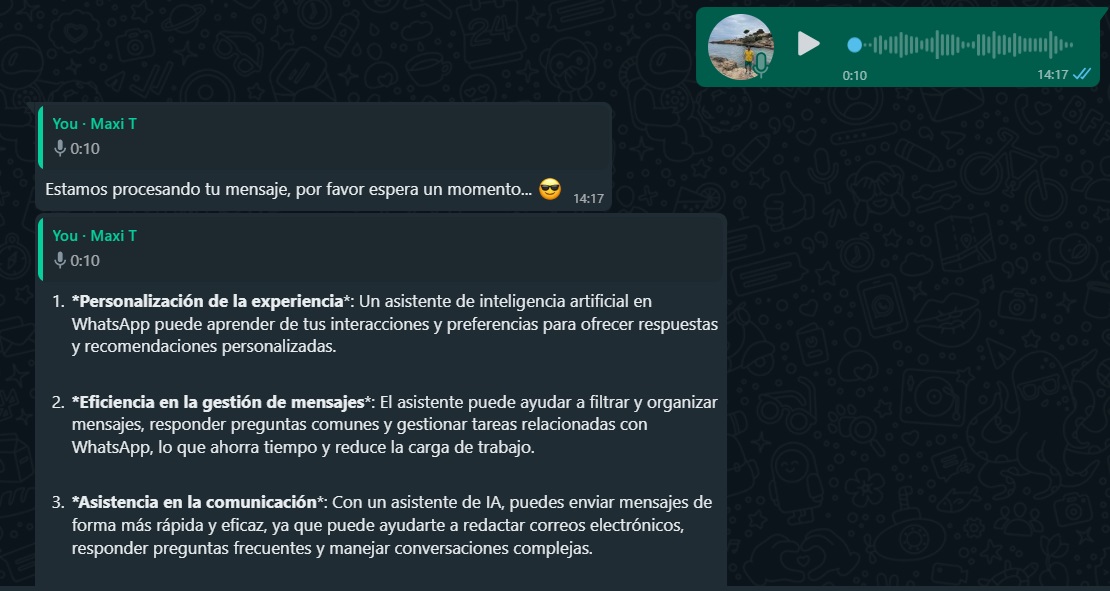 0:10
14:17
You · Maxi T
0:10
Estamos procesando tu mensaje, por favor espera un momento... 😎
14:17
You · Maxi T
0:10
1. *Personalización de la experiencia*: Un asistente de inteligencia artificial en
WhatsApp puede aprender de tus interacciones y preferencias para ofrecer respuestas
y recomendaciones personalizadas.
2. *Eficiencia en la gestión de mensajes*: El asistente puede ayudar a filtrar y organizar
mensajes, responder preguntas comunes y gestionar tareas relacionadas con
WhatsApp, lo que ahorra tiempo y reduce la carga de trabajo.
3. *Asistencia en la comunicación*: Con un asistente de IA, puedes enviar mensajes de
forma más rápida y eficaz, ya que puede ayudarte a redactar correos electrónicos,
responder preguntas frecuentes y manejar conversaciones complejas.